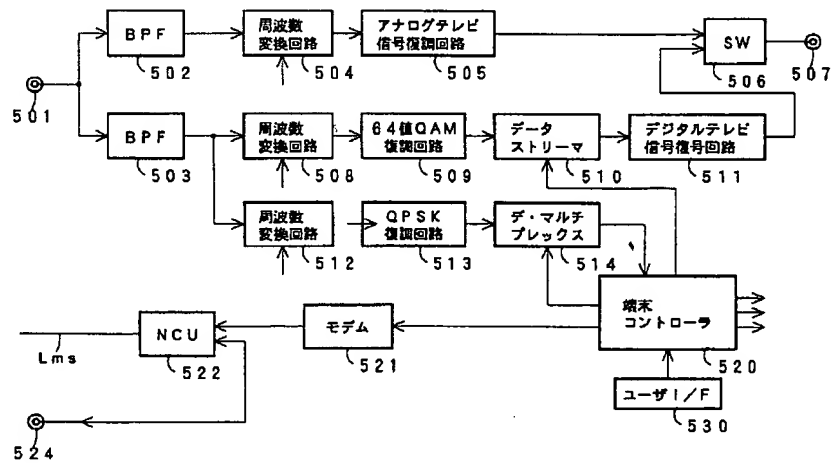 BPF
502
周波数
変換回路
504
アナログテレビ
信号復調回路
505
SW
506
507
501
BPF
503
周波数
変換回路
508
64値QAM
復調回路
509
データ
ストリーマ
510
デジタルテレビ
信号復号回路
511
周波数
変換回路
512
QPSK
復調回路
513
デ・マルチ
プレックス
514
端末
コントローラ
520
Lms
NCU
522
モデム
521
ユーザI/F
530
524